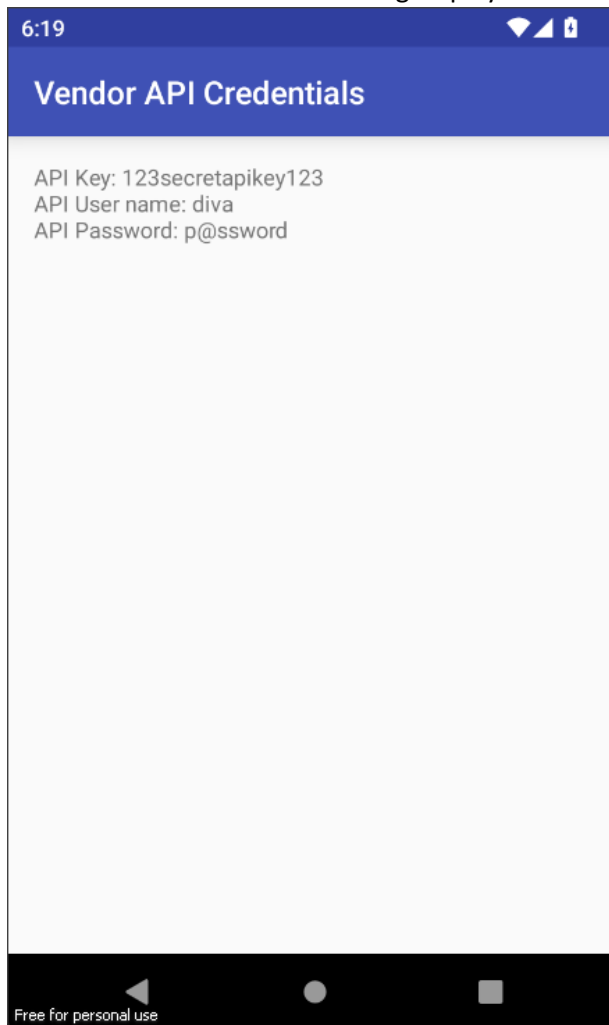 6:19
Vendor API Credentials
API Key: 123secretapikey123
API User name: diva
API Password: p@ssword
Free for personal use